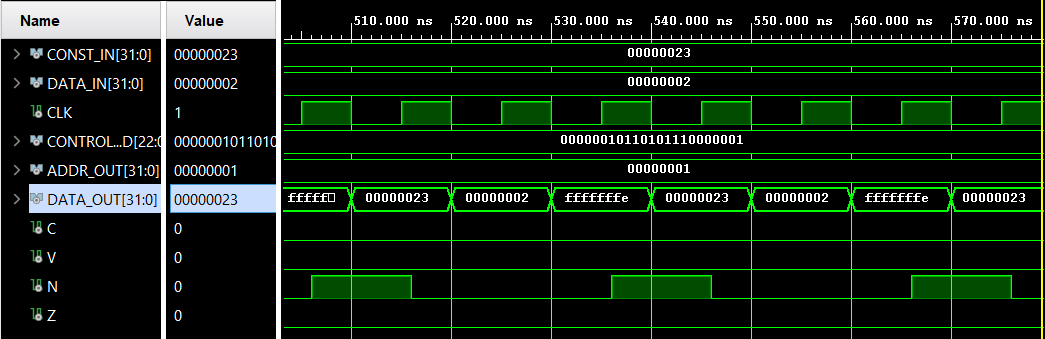 Name Value 510.000 ns 520.000 ns 530.000 ns 540.000 ns 550.000 ns 560.000 ns 570.000 ns
CONST_IN[31:0] 00000023 00000023
DATA_IN[31:0] 00000002 00000002
CLK 1
CONTROL...D[22:0 0000001011010 00000010110101110000001
ADDR_OUT[31:0] 00000001 00000001
DATA_OUT[31:0] 00000023 fffff 00000023 00000002 fffffffe 00000023 00000002 fffffffe 00000023
C 0
V 0
N 0
Z 0